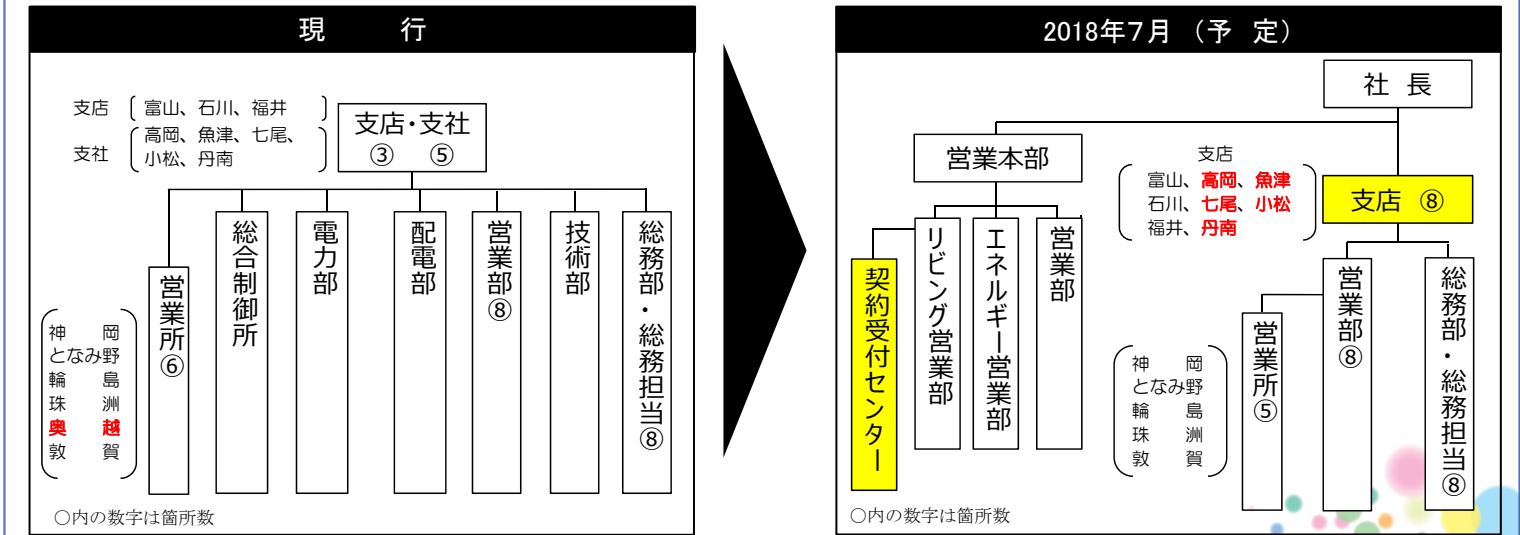 現 行
支店
富山、石川、福井
支社
高岡、魚津、七尾、
小松、丹南
支店・支社
③ ⑤
営業所⑥
総合制御所
電力部
配電部
営業部⑧
技術部
総務部・総務担当⑧
神 岡
となみ野
輪 島
珠 洲
奥 越
敦 賀
○内の数字は箇所数
2018年7月 （予 定）
社 長
営業本部
支店
富山、高岡、魚津
石川、七尾、小松
福井、丹南
支店 ⑧
契約受付センター
リビング営業部
エネルギー営業部
営業部
営業所⑤
営業部⑧
総務部・総務担当⑧
神 岡
となみ野
輪 島
珠 洲
敦 賀
○内の数字は箇所数